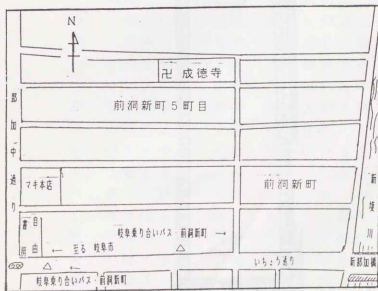 N
卍 成徳寺
前洞新町5町目
部加中通り
マキ本店
前洞新町
新境川
書店
自由
岐阜乗り合いバス・前洞新町 →
← 至る 岐阜市
いちょう通り
新那加橋
←
岐阜乗り合いバス・前洞新町